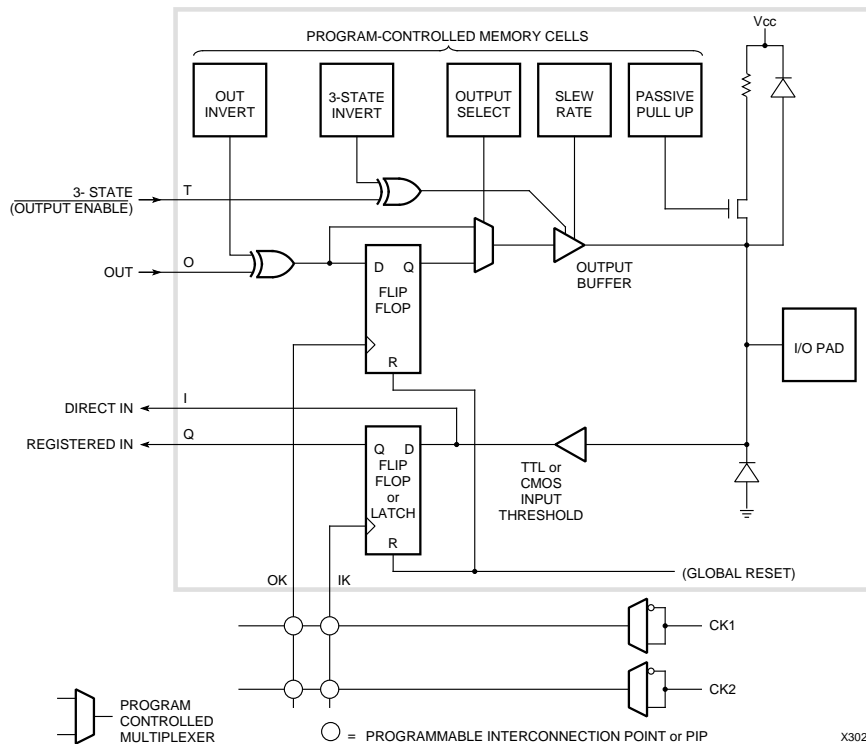 Vcc
PROGRAM-CONTROLLED MEMORY CELLS
OUT
INVERT
3-STATE
INVERT
OUTPUT
SELECT
SLEW
RATE
PASSIVE
PULL UP
3- STATE
(OUTPUT ENABLE)
T
OUT
O
D Q
FLIP
FLOP
R
OUTPUT
BUFFER
I/O PAD
DIRECT IN
I
REGISTERED IN
Q
Q D
FLIP
FLOP
or
LATCH
R
TTL or
CMOS
INPUT
THRESHOLD
OK
IK
(GLOBAL RESET)
CK1
CK2
PROGRAM
CONTROLLED
MULTIPLEXER
= PROGRAMMABLE INTERCONNECTION POINT or PIP
X302